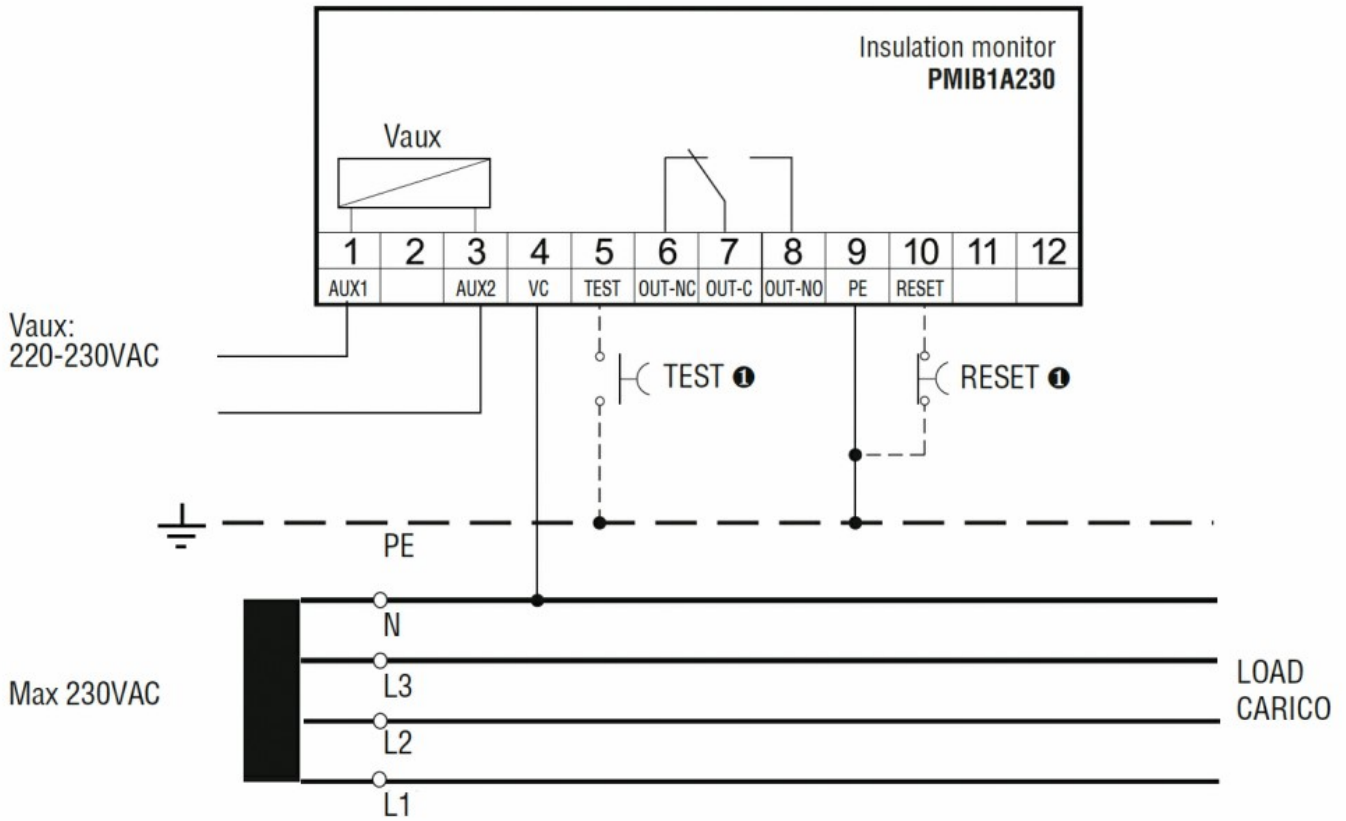 Insulation monitor
PMIB1A230
Vaux
1 2 3 4 5 6 7 8 9 10 11 12
AUX1 AUX2 VC TEST OUT-NC OUT-C OUT-NO PE RESET
Vaux:
220-230VAC
TEST ❶
RESET ❶
PE
N
L3
L2
L1
Max 230VAC
LOAD
CARICO